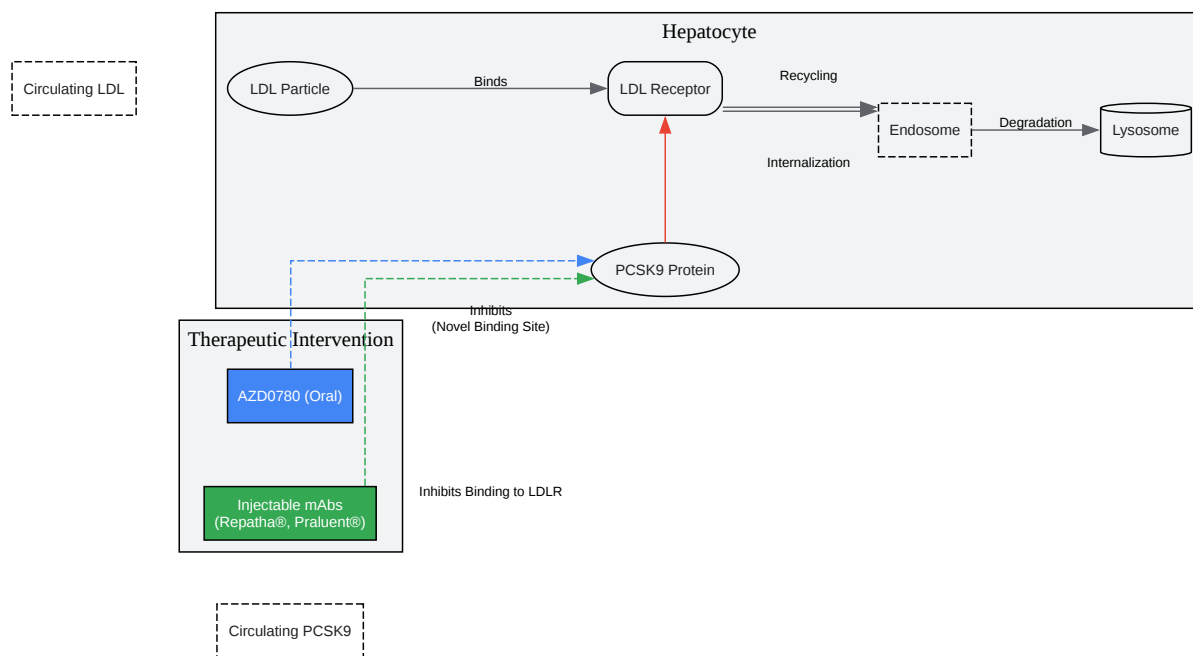 Hepatocyte
Circulating LDL
LDL Particle
Binds
LDL Receptor
Recycling
Internalization
Endosome
Degradation
Lysosome
PCSK9 Protein
Inhibits
(Novel Binding Site)
Therapeutic Intervention
AZD0780 (Oral)
Injectable mAbs
(Repatha®, Praluent®)
Inhibits Binding to LDLR
Circulating PCSK9